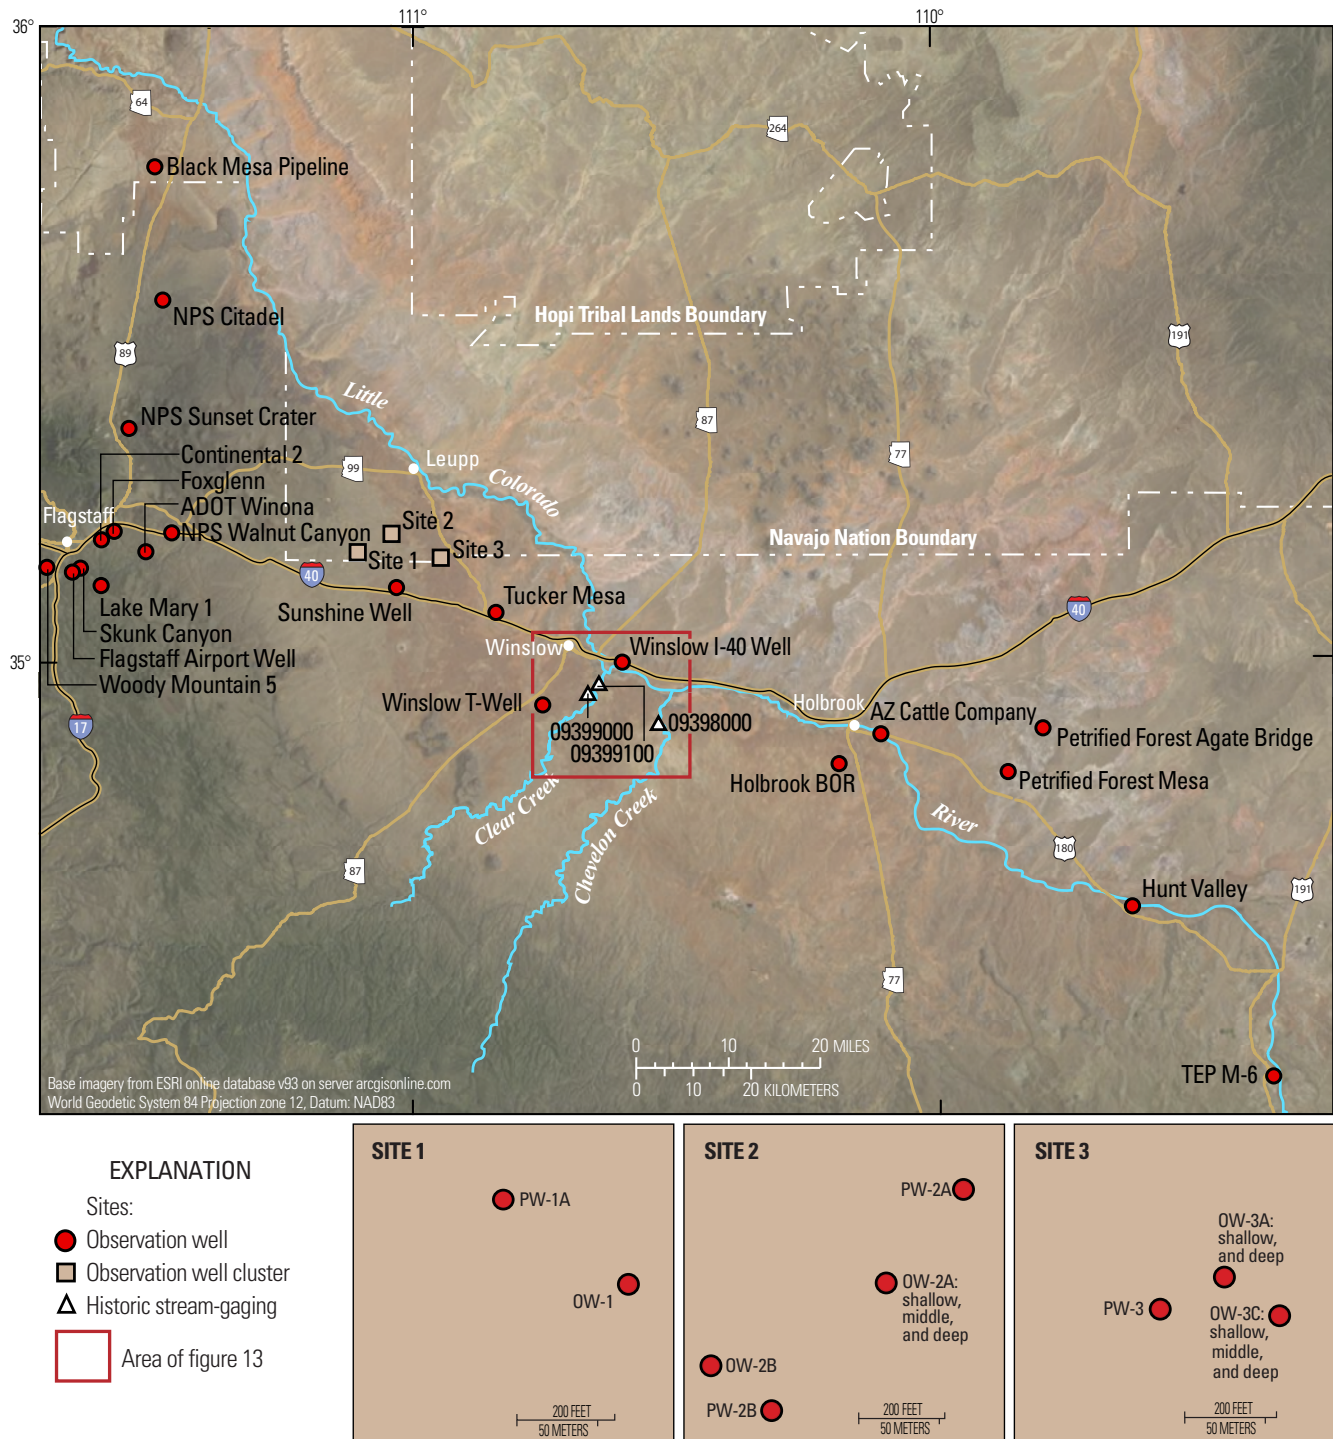 111°
110°
36°
64
264
Black Mesa Pipeline
NPS Citadel
Hopi Tribal Lands Boundary
191
89
Little
NPS Sunset Crater
87
Continental 2
Leupp
77
99
Foxglenn
Colorado
ADOT Winona
Flagstaff
Site 2
NPS Walnut Canyon
Navajo Nation Boundary
Site 1
Site 3
40
Sunshine Well
Tucker Mesa
40
Lake Mary 1
Skunk Canyon
Winslow
Winslow I-40 Well
35°
Flagstaff Airport Well
Woody Mountain 5
Winslow T-Well
Holbrook
AZ Cattle Company
17
09399000
09398000
09399100
Petrified Forest Agate Bridge
Holbrook BOR
Petrified Forest Mesa
Clear Creek
Chevelon Creek
River
180
87
Hunt Valley
191
77
0 10 20 MILES
0 10 20 KILOMETERS
TEP M-6
Base imagery from ESRI online database v93 on server arcgisonline.com
World Geodetic System 84 Projection zone 12, Datum: NAD83
EXPLANATION
Sites:
Observation well
Observation well cluster
Historic stream-gaging
Area of figure 13
SITE 1
PW-1A
OW-1
200 FEET
50 METERS
SITE 2
PW-2A
OW-2A:
shallow,
middle,
and deep
OW-2B
PW-2B
200 FEET
50 METERS
SITE 3
OW-3A:
shallow,
and deep
PW-3
OW-3C:
shallow,
middle,
and deep
200 FEET
50 METERS